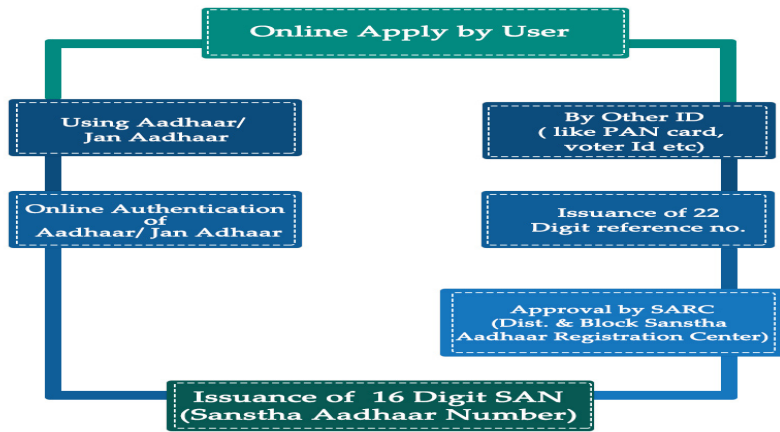 Online Apply by User
Using Aadhaar/
Jan Aadhaar
By Other ID
( like PAN card,
voter Id etc)
Online Authentication
of
Aadhaar/ Jan Adhaar
Issuance of 22
Digit reference no.
Approval by SARC
(Dist. & Block Sanstha
Aadhaar Registration Center)
Issuance of 16 Digit SAN
(Sanstha Aadhaar Number)